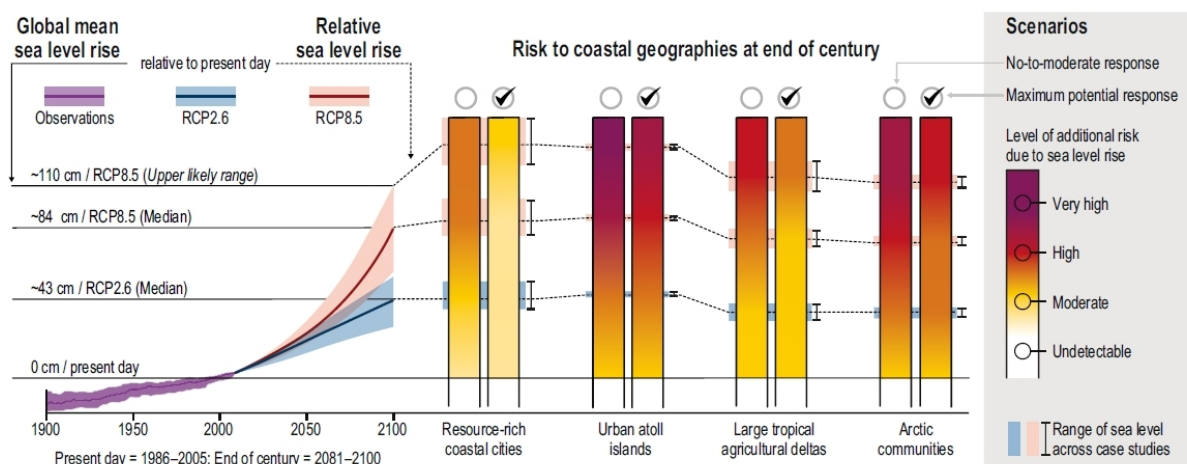 Global mean
sea level rise
Relative
sea level rise
relative to present day
Observations
RCP2.6
RCP8.5
Risk to coastal geographies at end of century
~110 cm / RCP8.5 (Upper likely range)
~84 cm / RCP8.5 (Median)
~43 cm / RCP2.6 (Median)
0 cm / present day
1900
1950
2000
2050
2100
Present day = 1986–2005; End of century = 2081–2100
Resource-rich
coastal cities
Urban atoll
islands
Large tropical
agricultural deltas
Arctic
communities
Scenarios
No-to-moderate response
Maximum potential response
Level of additional risk
due to sea level rise
Very high
High
Moderate
Undetectable
Range of sea level
across case studies